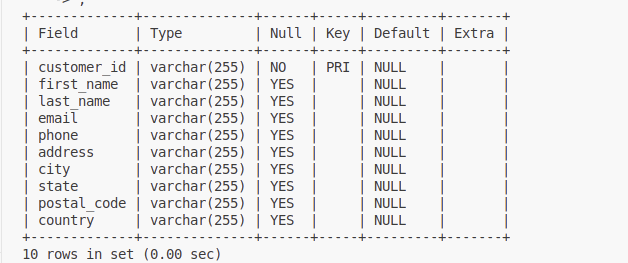 +-------------+--------------+------+-----+---------+-------+
| Field       | Type         | Null | Key | Default | Extra |
+-------------+--------------+------+-----+---------+-------+
| customer_id | varchar(255) | NO   | PRI | NULL    |       |
| first_name  | varchar(255) | YES  |     | NULL    |       |
| last_name   | varchar(255) | YES  |     | NULL    |       |
| email       | varchar(255) | YES  |     | NULL    |       |
| phone       | varchar(255) | YES  |     | NULL    |       |
| address     | varchar(255) | YES  |     | NULL    |       |
| city        | varchar(255) | YES  |     | NULL    |       |
| state       | varchar(255) | YES  |     | NULL    |       |
| postal_code | varchar(255) | YES  |     | NULL    |       |
| country     | varchar(255) | YES  |     | NULL    |       |
+-------------+--------------+------+-----+---------+-------+
10 rows in set (0.00 sec)